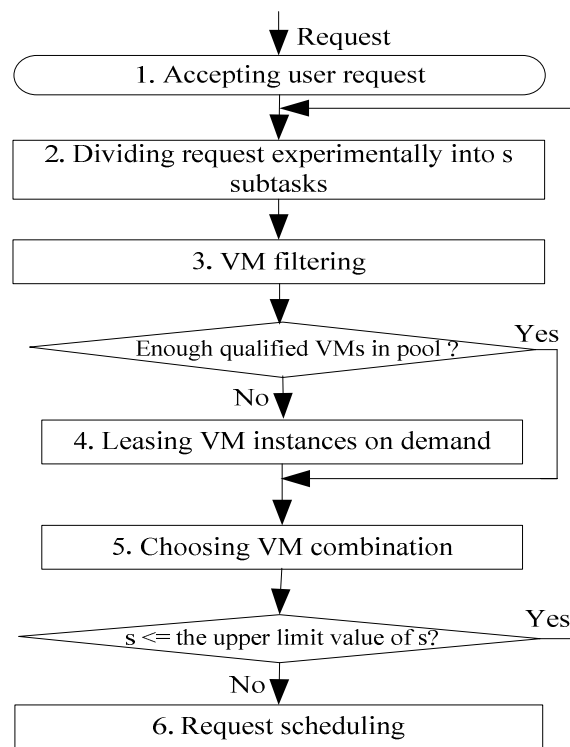 Request
1. Accepting user request
2. Dividing request experimentally into s
subtasks
3. VM filtering
Enough qualified VMs in pool ?
Yes
No
4. Leasing VM instances on demand
5. Choosing VM combination
s <= the upper limit value of s?
Yes
No
6. Request scheduling